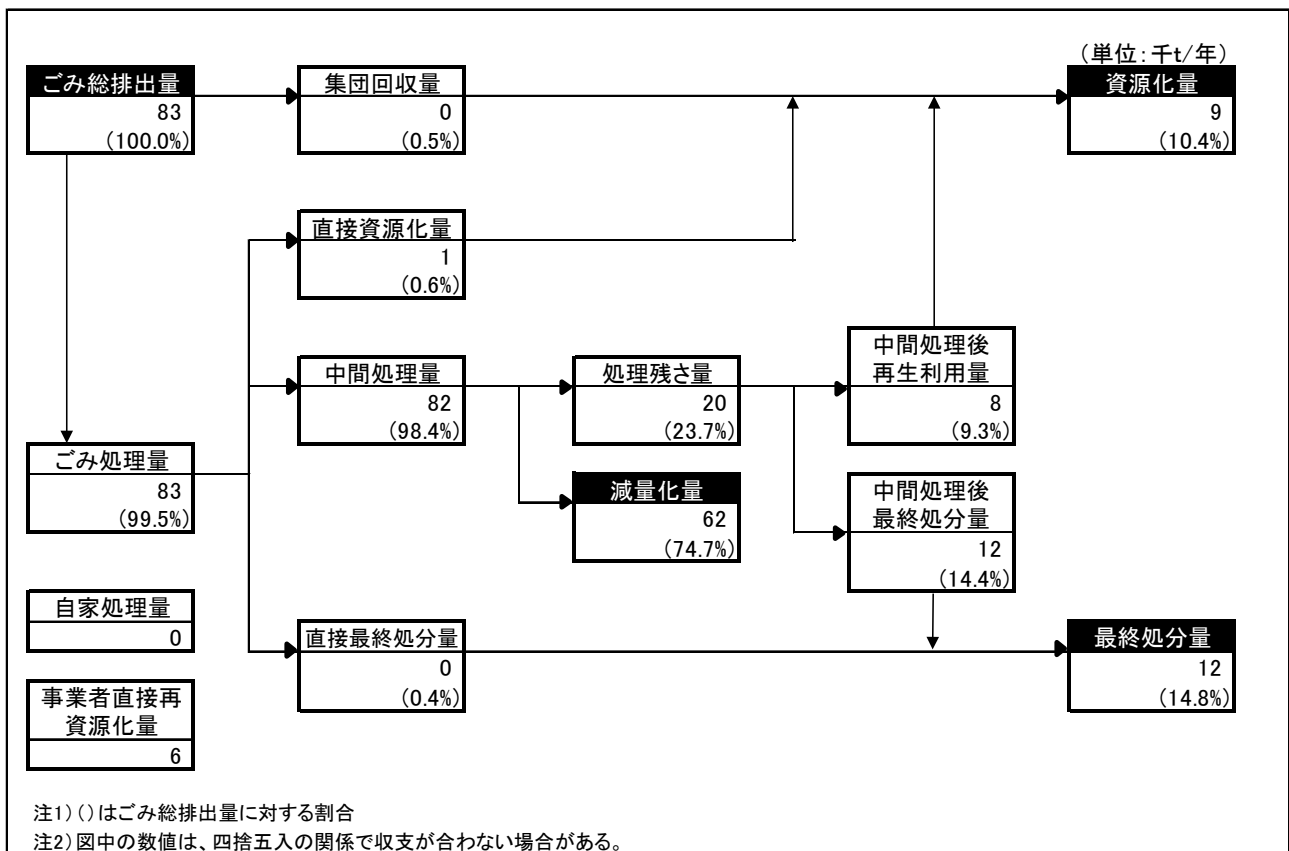 (単位:千t/年)
ごみ総排出量
83
(100.0%)
集団回収量
0
(0.5%)
資源化量
9
(10.4%)
直接資源化量
1
(0.6%)
中間処理量
82
(98.4%)
処理残さ量
20
(23.7%)
中間処理後
再生利用量
8
(9.3%)
ごみ処理量
83
(99.5%)
減量化量
62
(74.7%)
中間処理後
最終処分量
12
(14.4%)
自家処理量
0
直接最終処分量
0
(0.4%)
最終処分量
12
(14.8%)
事業者直接再
資源化量
6
注1)()はごみ総排出量に対する割合
注2)図中の数値は、四捨五入の関係で収支が合わない場合がある。